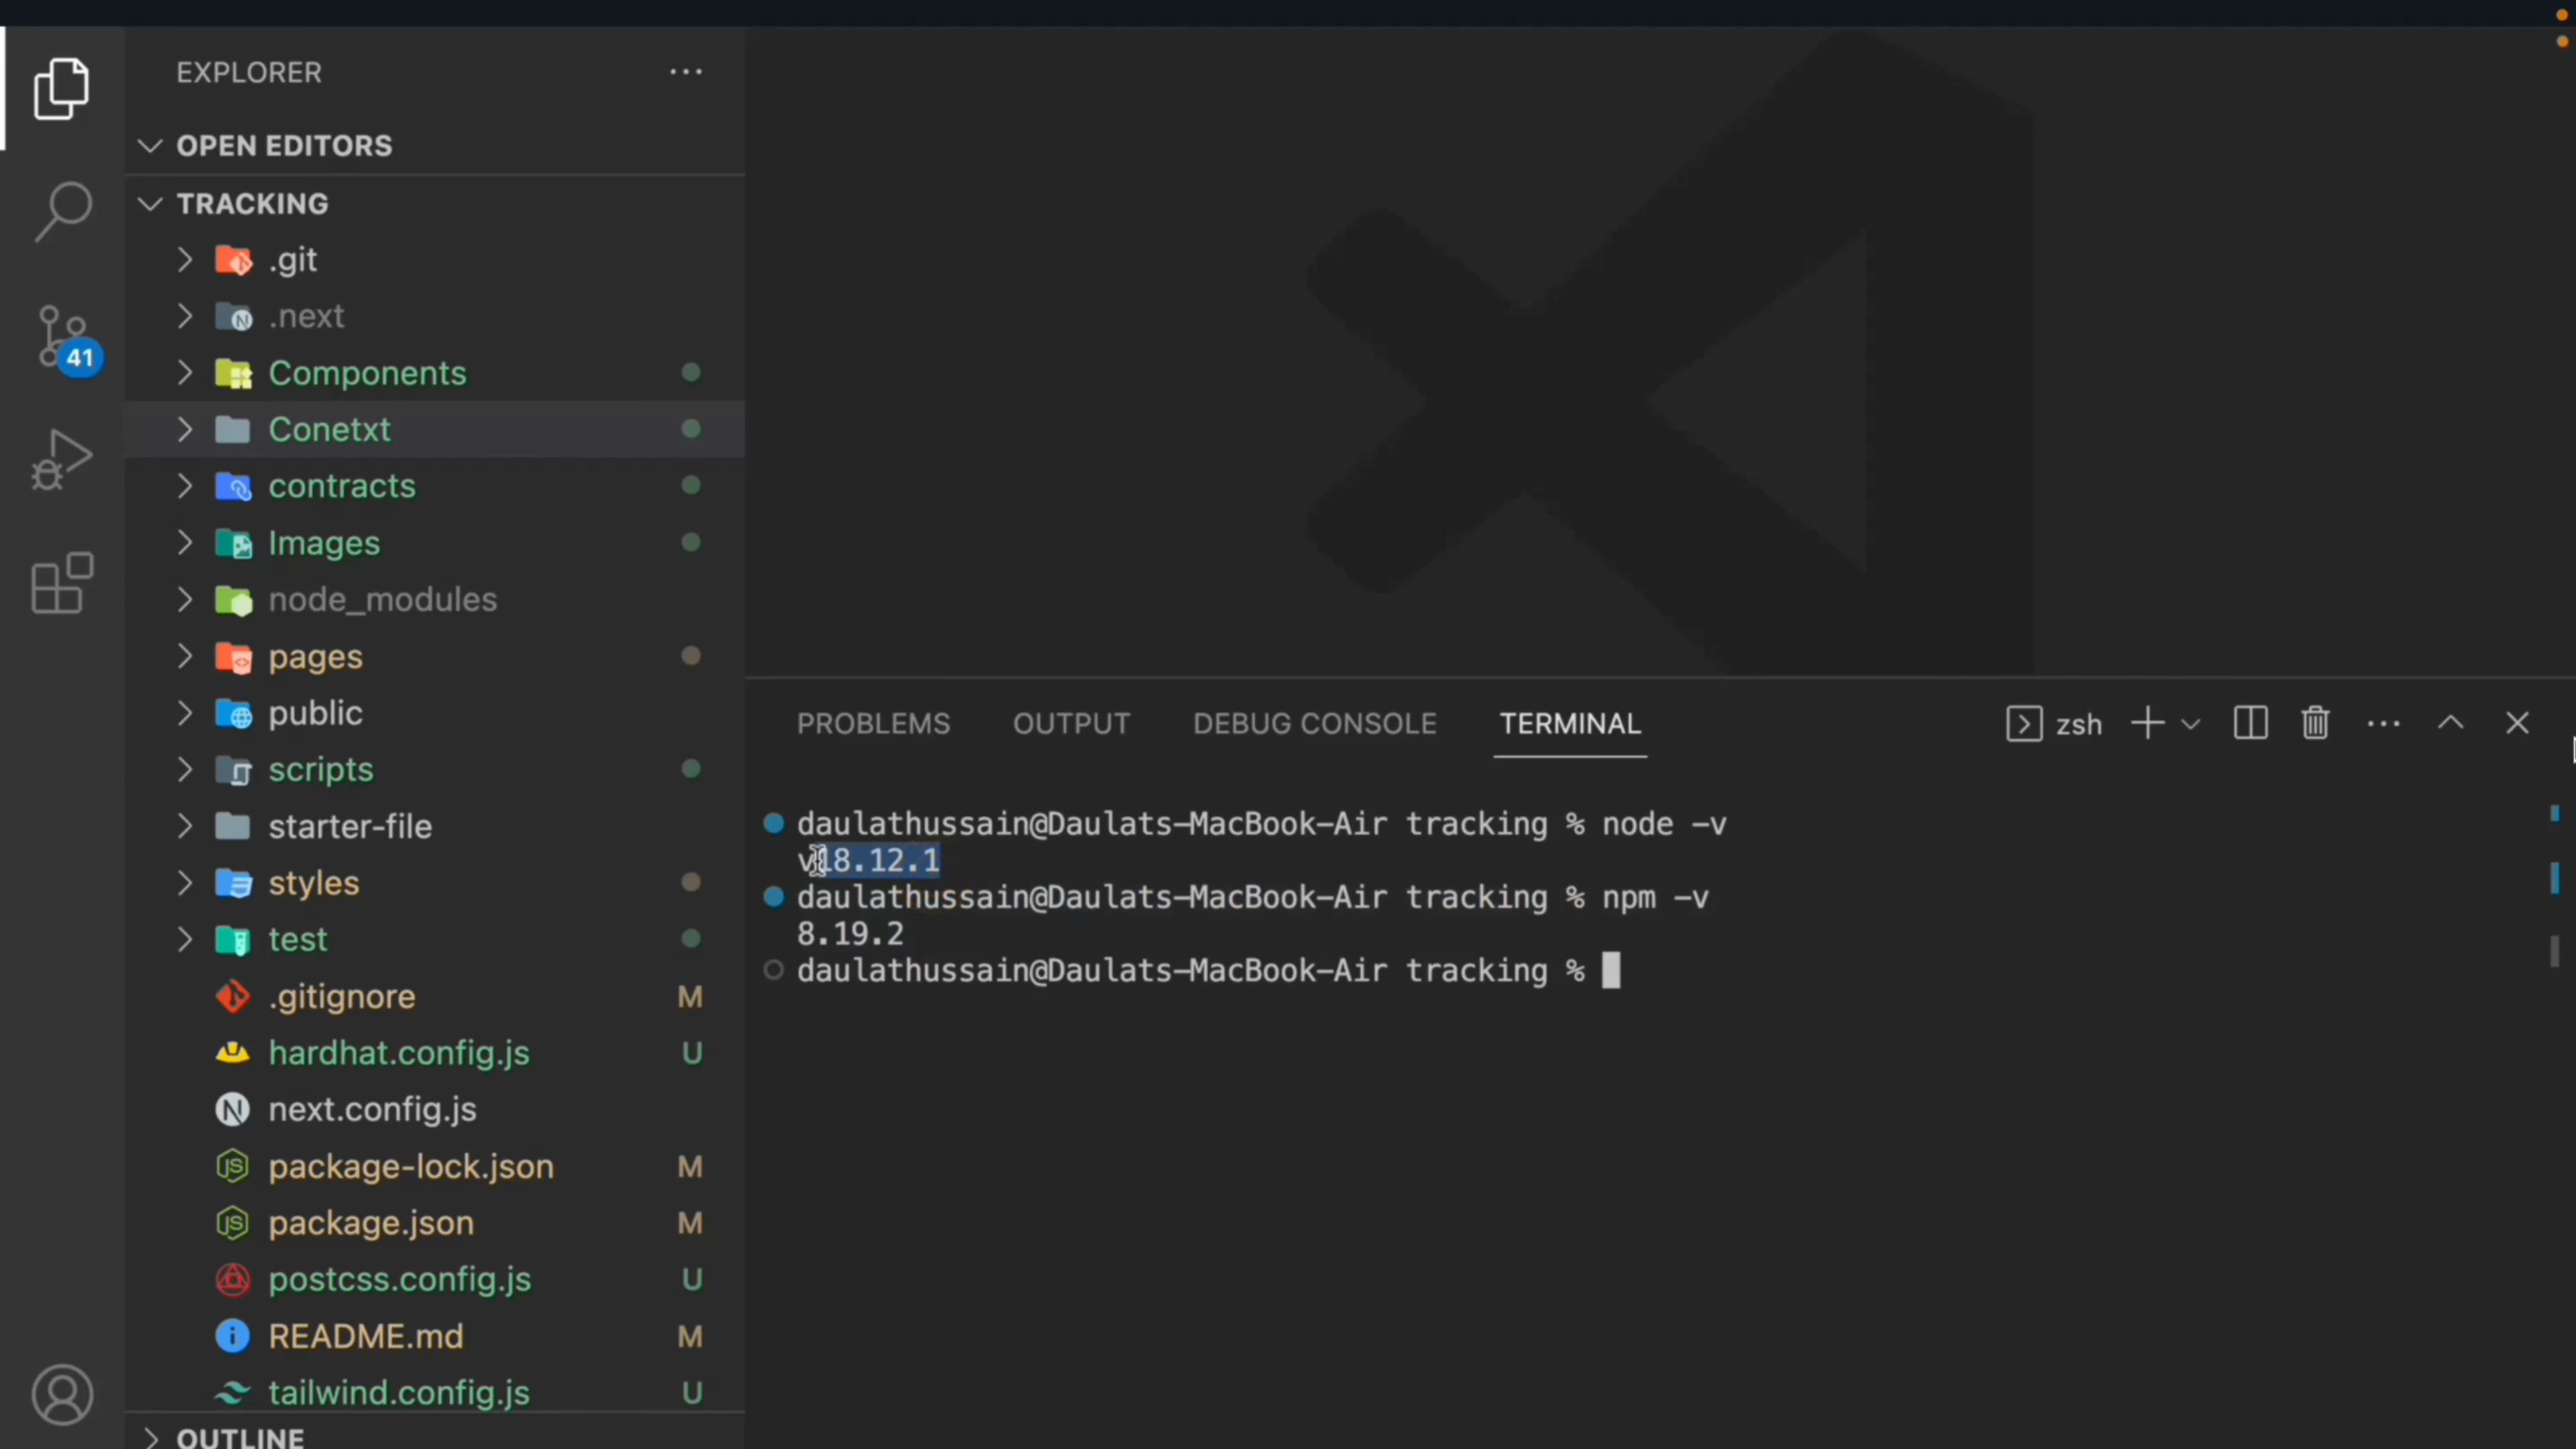 EXPLORER
OPEN EDITORS
TRACKING
.git
.next
Components
Conetxt
contracts
Images
node_modules
pages
public
scripts
starter-file
styles
test
.gitignore M
hardhat.config.js U
next.config.js
package-lock.json M
package.json M
postcss.config.js U
README.md M
tailwind.config.js U
OUTLINE
41
PROBLEMS OUTPUT DEBUG CONSOLE TERMINAL zsh
daulathussain@Daulats-MacBook-Air tracking % node -v
v18.12.1
daulathussain@Daulats-MacBook-Air tracking % npm -v
8.19.2
daulathussain@Daulats-MacBook-Air tracking %